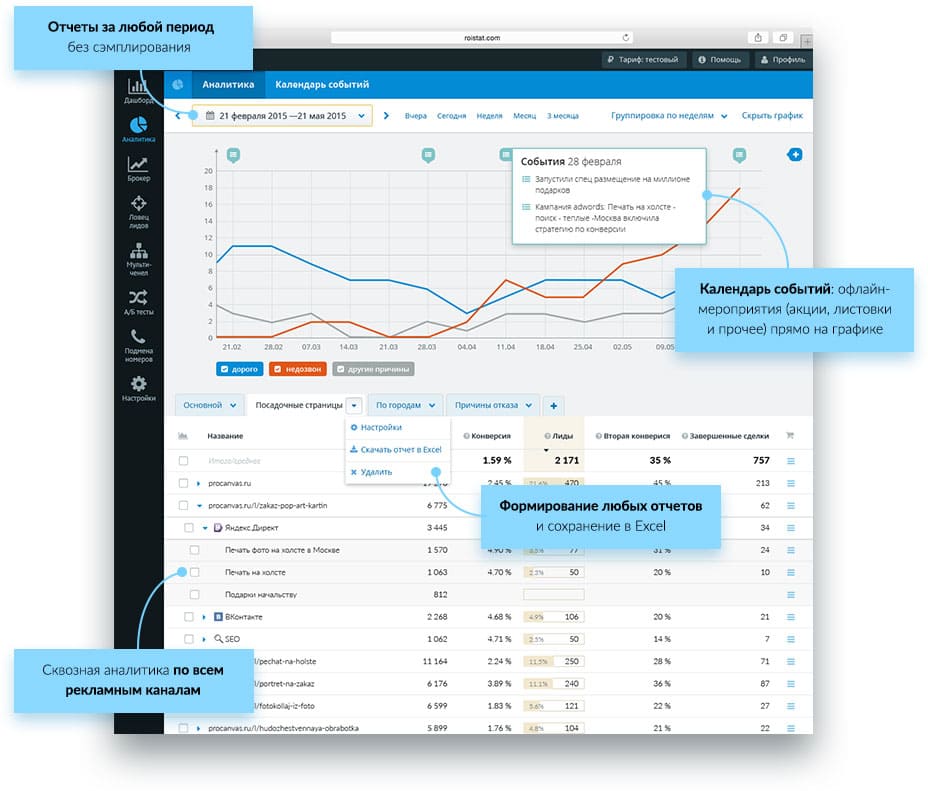 Отчеты за любой период
без сэмплирования
roistat.com
Тариф: тестовый Помощь Профиль
Аналитика Календарь событий
21 февраля 2015 —21 мая 2015 Вчера Сегодня Неделя Месяц 3 месяца Группировка по неделям Скрыть график
Дашборд
Аналитика
Брокер
Ловец
лидов
Мульти-
ченел
А/Б тесты
Подмена
номеров
Настройки
20
18
16
14
12
10
8
6
4
2
0
События 28 февраля
Запустили спец размещение на миллионе
подарков
Кампания adwords: Печать на холсте -
поиск - теплые -Москва включила
стратегию по конверсии
Календарь событий: офлайн-
мероприятия (акции, листовки
и прочее) прямо на графике
21.02 28.02 07.03 14.03 21.03 28.03 04.04 11.04 18.04 25.04 02.05 09.05
дорого недозвон другие причины
Основной Посадочные страницы По городам Причины отказа
Настройки
Скачать отчет в Excel
Удалить
Название Конверсия Лиды Вторая конверсия Завершенные сделки
Итого/среднее 1.59 % 2 171 35 % 757
procanvas.ru 2.45 % 21.6% 470 45 % 213
procanvas.ru/l/zakaz-pop-art-kartin 6 775 62
Формирование любых отчетов
и сохранение в Excel
Яндекс.Директ 3 445 34
Печать фото на холсте в Москве 1 570 4.90 % 3.5% 77 31 % 24
Печать на холсте 1 063 4.70 % 2.3% 50 20 % 10
Подарки начальству 812
ВКонтакте 2 268 4.68 % 4.9% 106 20 % 21
SEO 1 062 4.71 % 2.5% 50 14 % 7
Сквозная аналитика по всем
рекламным каналам
/l/pechat-na-holste 11 164 2.24 % 11.5% 250 28 % 71
/l/portret-na-zakaz 6 176 3.89 % 11.1% 240 36 % 87
/l/fotokollaj-iz-foto 6 599 1.83 % 5.6% 121 22 % 27
procanvas.ru/l/hudozhestvennaya-obrabotka 5 899 1.76 % 4.8% 104 21 % 22